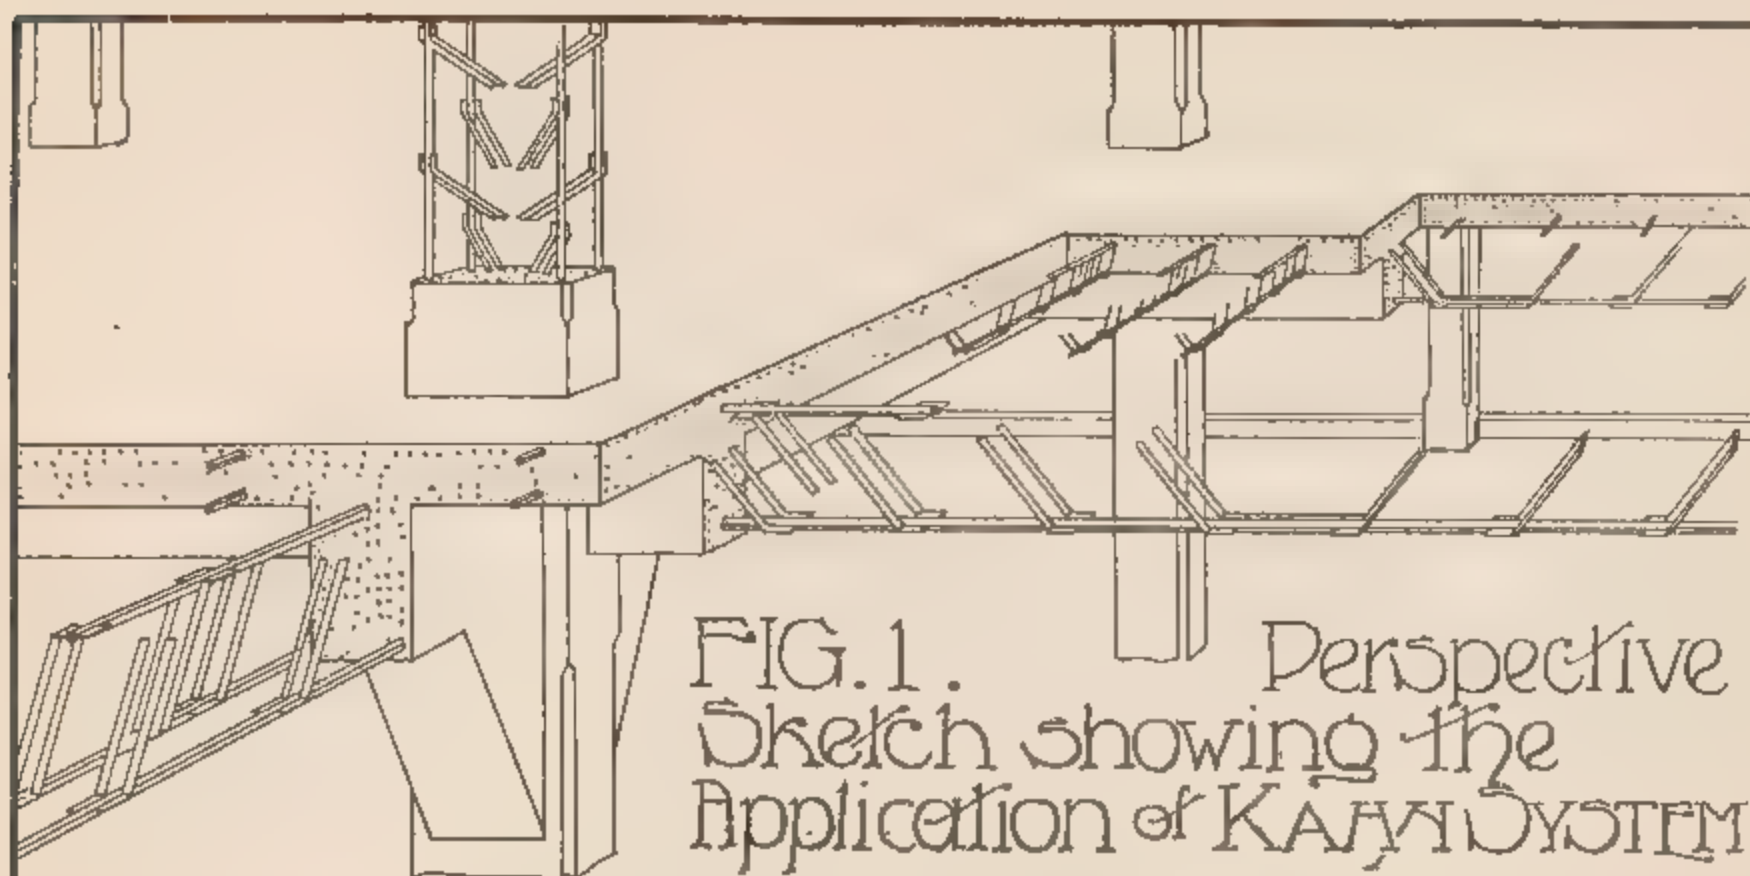 FIG. 1. Perspective
Sketch showing the
Application of KAHN SYSTEM